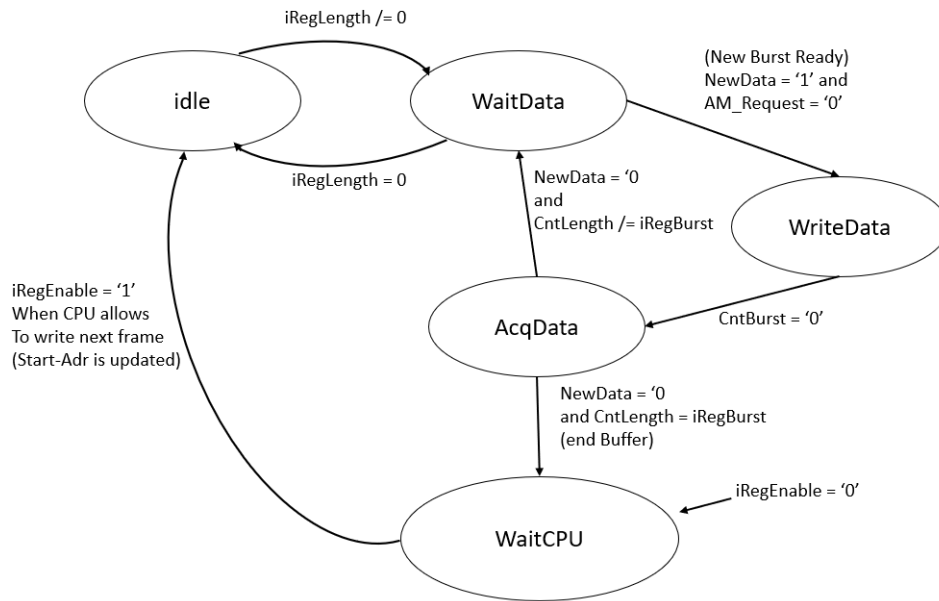 iRegLength /= 0
(New Burst Ready)
NewData = ‘1’ and
AM_Request = ‘0’
idle
WaitData
iRegLength = 0
NewData = ‘0
and
CntLength /= iRegBurst
WriteData
iRegEnable = ‘1’
When CPU allows
To write next frame
(Start-Adr is updated)
AcqData
CntBurst = ‘0’
NewData = ‘0
and CntLength = iRegBurst
(end Buffer)
iRegEnable = ‘0’
WaitCPU